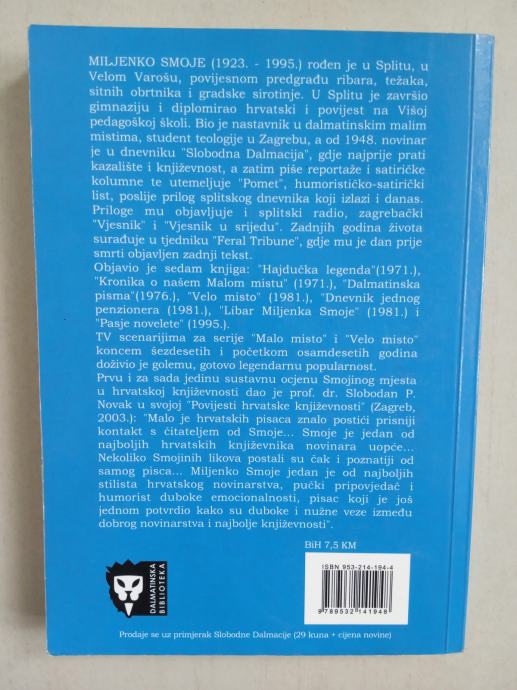 MILJENKO SMOJE (1923. - 1995.) rođen je u Splitu, u
Velom Varošu, povijesnom predgrađu ribara, težaka,
sitnih obrtnika i gradske sirotinje. U Splitu je završio
gimnaziju i diplomirao hrvatski i povijest na Višoj
pedagoškoj školi. Bio je nastavnik u dalmatinskim malim
mistima, student teologije u Zagrebu, a od 1948. novinar
je u dnevniku "Slobodna Dalmacija", gdje najprije prati
kazalište i književnost, a zatim piše reportaže i satiričke
kolumne te utemeljuje "Pomet", humorističko-satirički
list, poslije prilog splitskog dnevnika koji izlazi i danas.
Priloge mu objavljuje i splitski radio, zagrebački
"Vjesnik" i "Vjesnik u srijedu". Zadnjih godina života
surađuje u tjedniku "Feral Tribune", gdje mu je dan prije
smrti objavljen zadnji tekst.
Objavio je sedam knjiga: "Hajdučka legenda"(1971.),
"Kronika o našem Malom mistu" (1971.), "Dalmatinska
pisma"(1976.), "Velo misto" (1981.), "Dnevnik jednog
penzionera (1981.), "Libar Miljenka Smoje" (1981.) i
"Pasje novelete" (1995.).
TV scenarijima za serije "Malo misto" i "Velo misto"
koncem šezdesetih i početkom osamdesetih godina
doživio je golemu, gotovo legendarnu popularnost.
Prvu i za sada jedinu sustavnu ocjenu Smojinog mjesta
u hrvatskoj književnosti dao je prof. dr. Slobodan P.
Novak u svojoj "Povijesti hrvatske književnosti" (Zagreb,
2003.): "Malo je hrvatskih pisaca znalo postići prisniji
kontakt s čitateljem od Smoje... Smoje je jedan od
najboljih hrvatskih književnika novinara uopće...
Nekoliko Smojinih likova postali su čak i poznatiji od
samog pisca... Miljenko Smoje jedan je od najboljih
stilista hrvatskog novinarstva, pučki pripovjedač i
humorist duboke emocionalnosti, pisac koji je još
jednom potvrdio kako su duboke i nužne veze između
dobrog novinarstva i najbolje književnosti".
BiH 7,5 KM
ISBN 953-214-194-4
9 789532 141948
DALMATINSKA
BIBLIOTEKA
Prodaje se uz primjerak Slobodne Dalmacije (29 kuna + cijena novine)